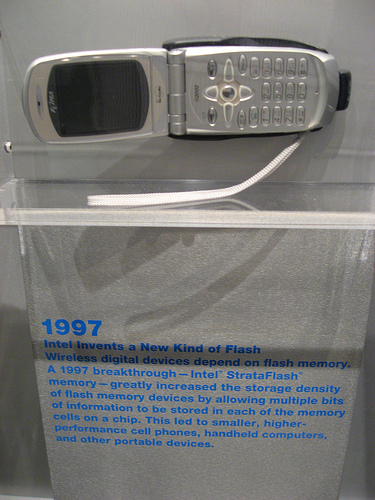 1997
Intel Invents a New Kind of Flash
Wireless digital devices depend on flash memory.
A 1997 breakthrough—Intel™ StrataFlash™
memory—greatly increased the storage density
of flash memory devices by allowing multiple bits
of information to be stored in each of the memory
cells on a chip. This led to smaller, higher-
performance cell phones, handheld computers,
and other portable devices.